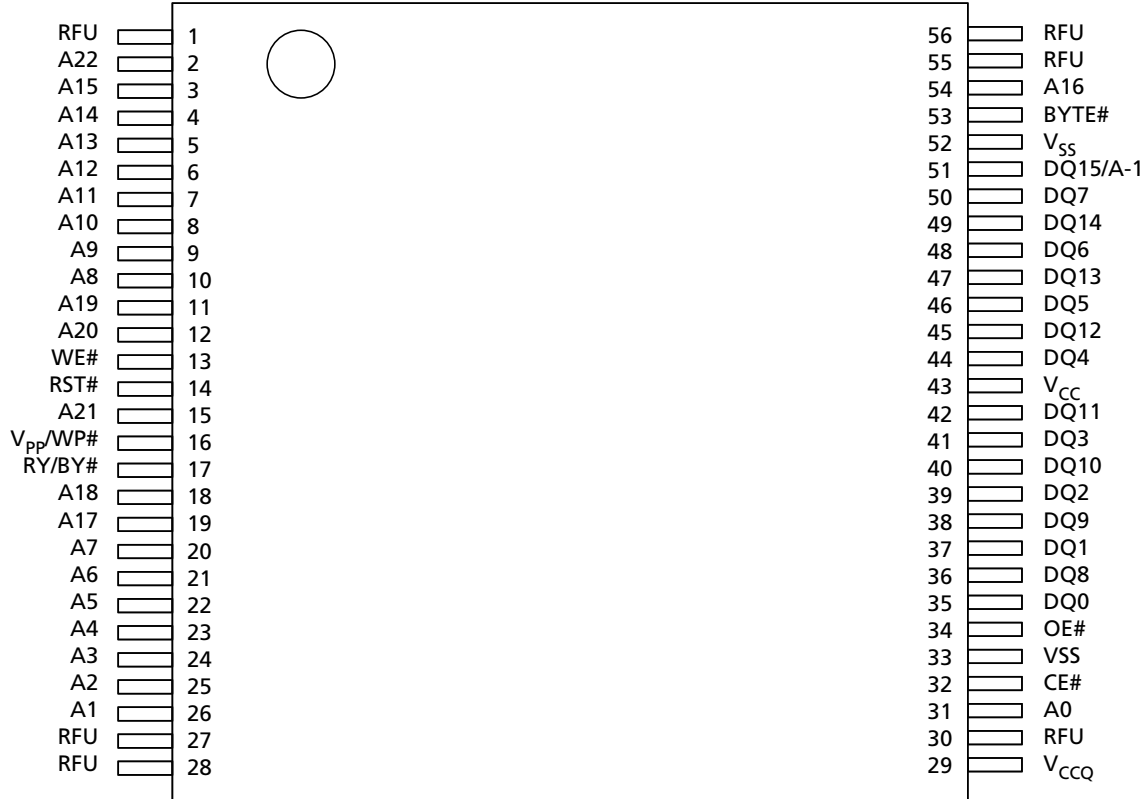 RFU 1 56 RFU
A22 2 55 RFU
A15 3 54 A16
A14 4 53 BYTE#
A13 5 52 VSS
A12 6 51 DQ15/A-1
A11 7 50 DQ7
A10 8 49 DQ14
A9 9 48 DQ6
A8 10 47 DQ13
A19 11 46 DQ5
A20 12 45 DQ12
WE# 13 44 DQ4
RST# 14 43 VCC
A21 15 42 DQ11
VPP/WP# 16 41 DQ3
RY/BY# 17 40 DQ10
A18 18 39 DQ2
A17 19 38 DQ9
A7 20 37 DQ1
A6 21 36 DQ8
A5 22 35 DQ0
A4 23 34 OE#
A3 24 33 VSS
A2 25 32 CE#
A1 26 31 A0
RFU 27 30 RFU
RFU 28 29 VCCQ